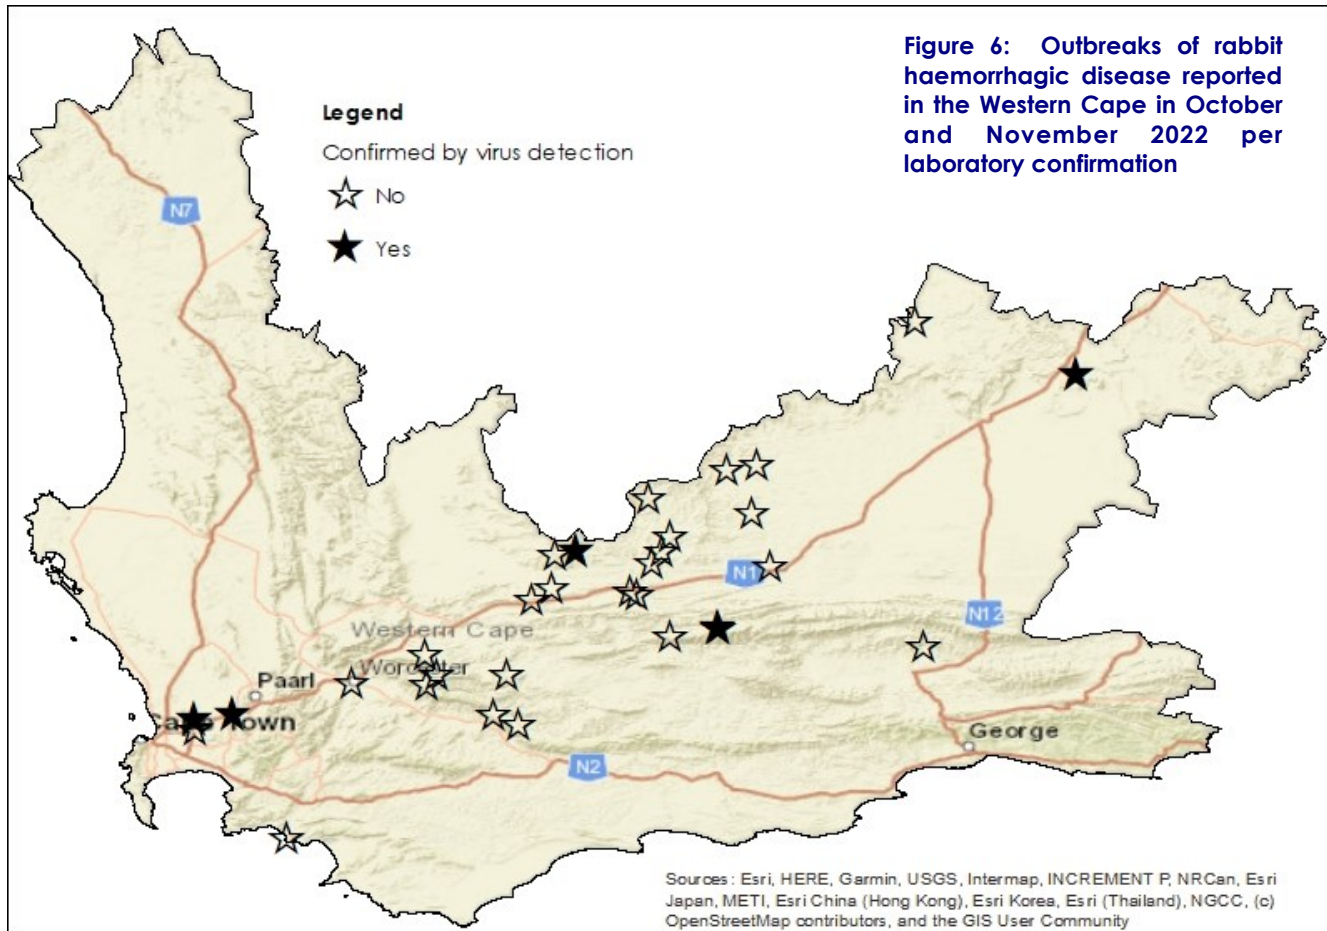 Figure 6: Outbreaks of rabbit
haemorrhagic disease reported
in the Western Cape in October
and November 2022 per
laboratory confirmation
Legend
Confirmed by virus detection
No
Yes
N7
N1
N12
Western Cape
Worcester
Paarl
Cape Town
George
N2
Sources: Esri, HERE, Garmin, USGS, Intermap, INCREMENT P, NRCan, Esri
Japan, METI, Esri China (Hong Kong), Esri Korea, Esri (Thailand), NGCC, (c)
OpenStreetMap contributors, and the GIS User Community